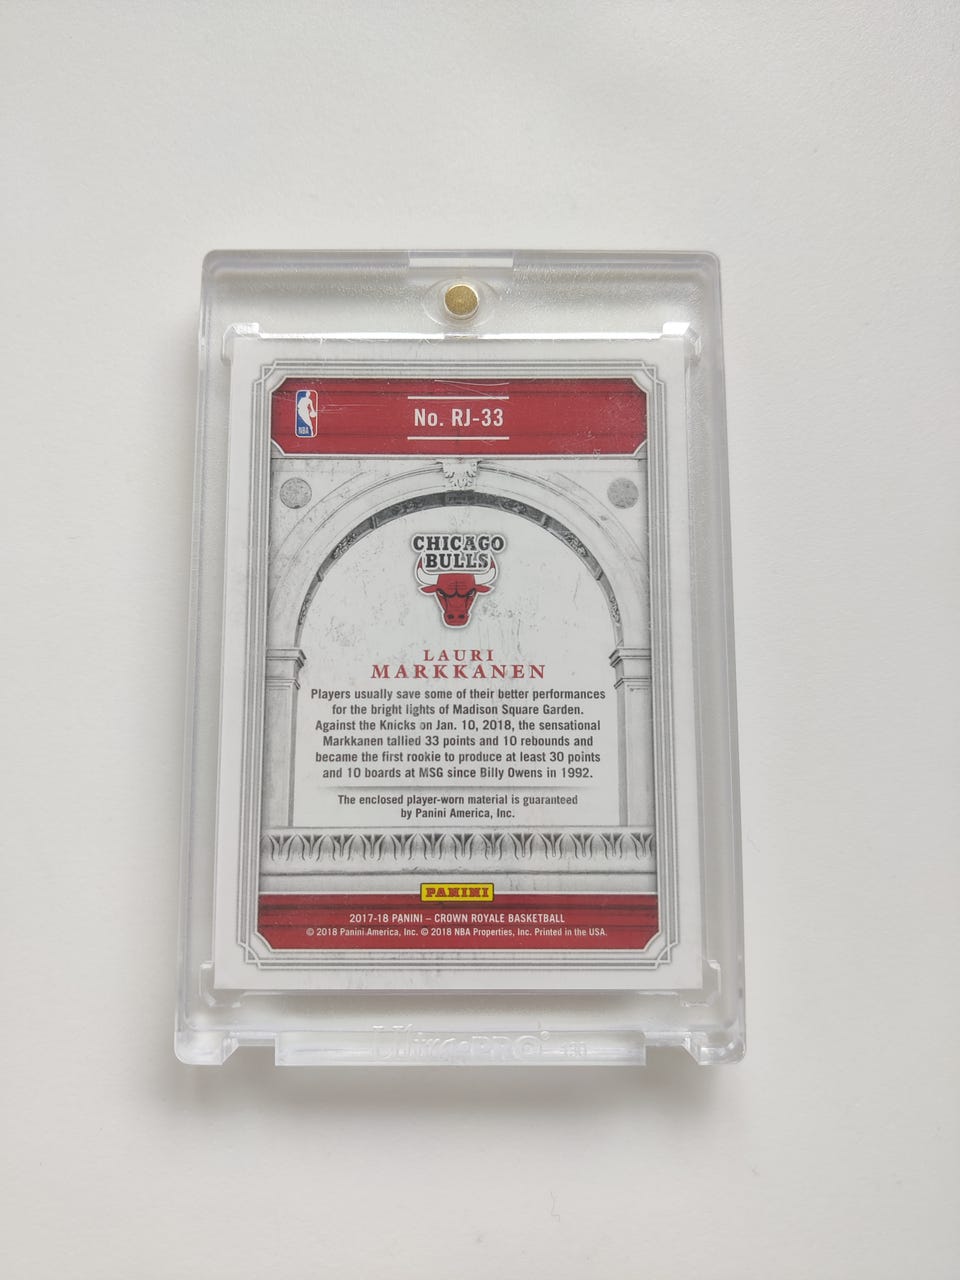 NBA
No. RJ-33
CHICAGO
BULLS
LAURI
MARKKANEN
Players usually save some of their better performances
for the bright lights of Madison Square Garden.
Against the Knicks on Jan. 10, 2018, the sensational
Markkanen tallied 33 points and 10 rebounds and
became the first rookie to produce at least 30 points
and 10 boards at MSG since Billy Owens in 1992.
The enclosed player-worn material is guaranteed
by Panini America, Inc.
PANINI
2017-18 PANINI – CROWN ROYALE BASKETBALL
© 2018 Panini America, Inc. © 2018 NBA Properties, Inc. Printed in the USA.
Ultra PRO